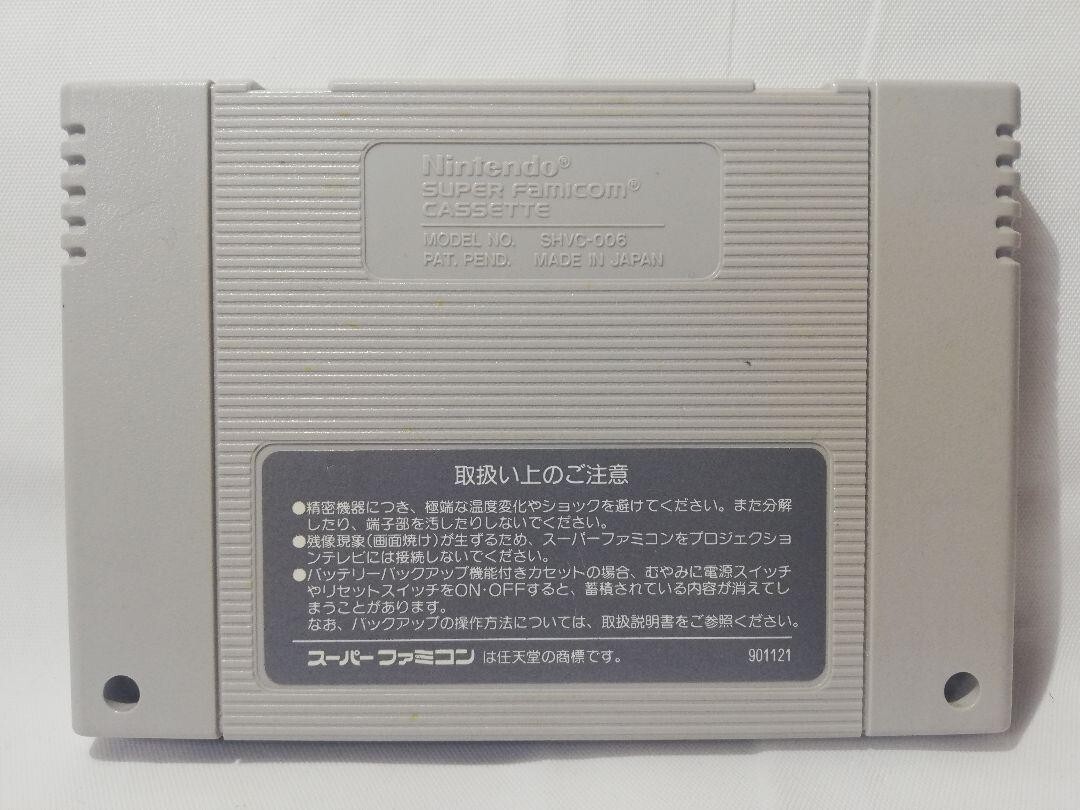 Nintendo®
SUPER Famicom®
CASSETTE
MODEL NO. SHVC-006
PAT. PEND. MADE IN JAPAN
取扱い上のご注意
●精密機器につき、極端な温度変化やショックを避けてください。また分解
したり、端子部を汚したりしないでください。
●残像現象(画面焼け)が生ずるため、スーパーファミコンをプロジェクショ
ンテレビには接続しないでください。
●バッテリーバックアップ機能付きカセットの場合、むやみに電源スイッチ
やリセットスイッチをON·OFFすると、蓄積されている内容が消えてし
まうことがあります。
なお、バックアップの操作方法については、取扱説明書をご参照ください。
スーパーファミコン は任天堂の商標です。 901121